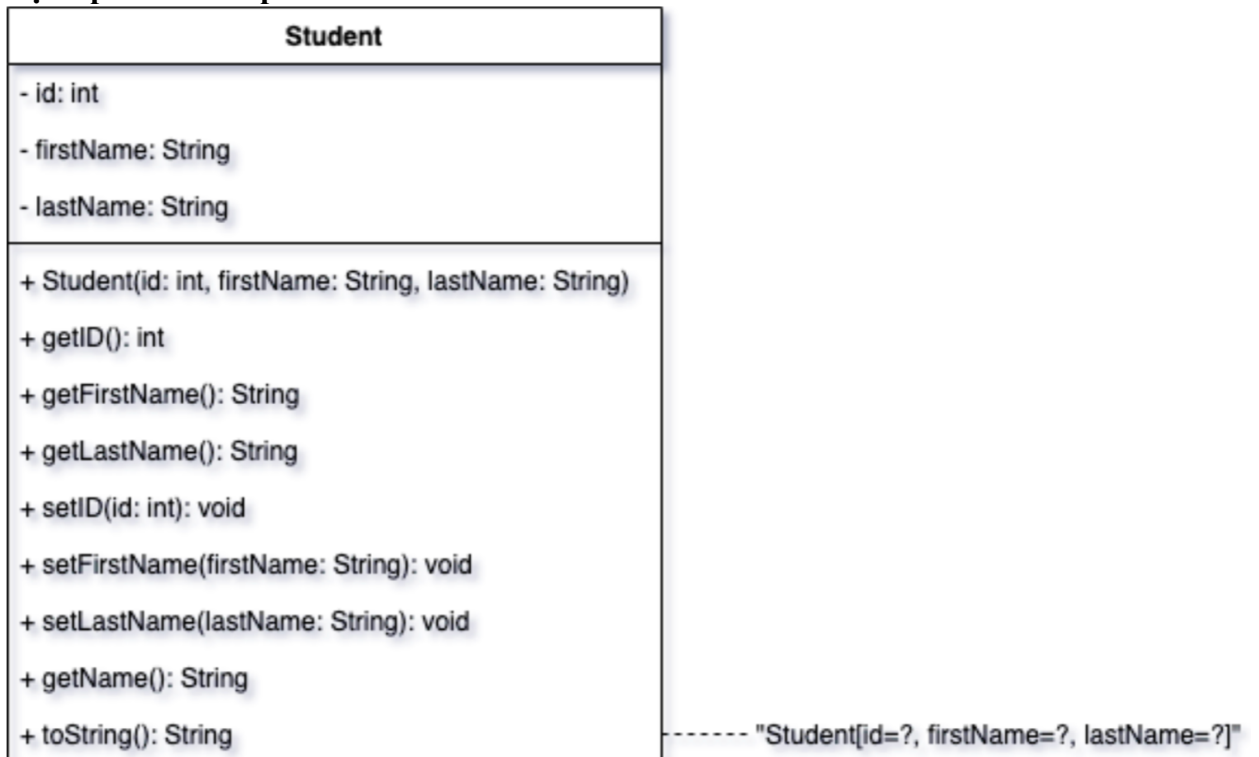 Student
- id: int
- firstName: String
- lastName: String
+ Student(id: int, firstName: String, lastName: String)
+ getID(): int
+ getFirstName(): String
+ getLastName(): String
+ setID(id: int): void
+ setFirstName(firstName: String): void
+ setLastName(lastName: String): void
+ getName(): String
+ toString(): String ------- "Student[id=?, firstName=?, lastName=?]"